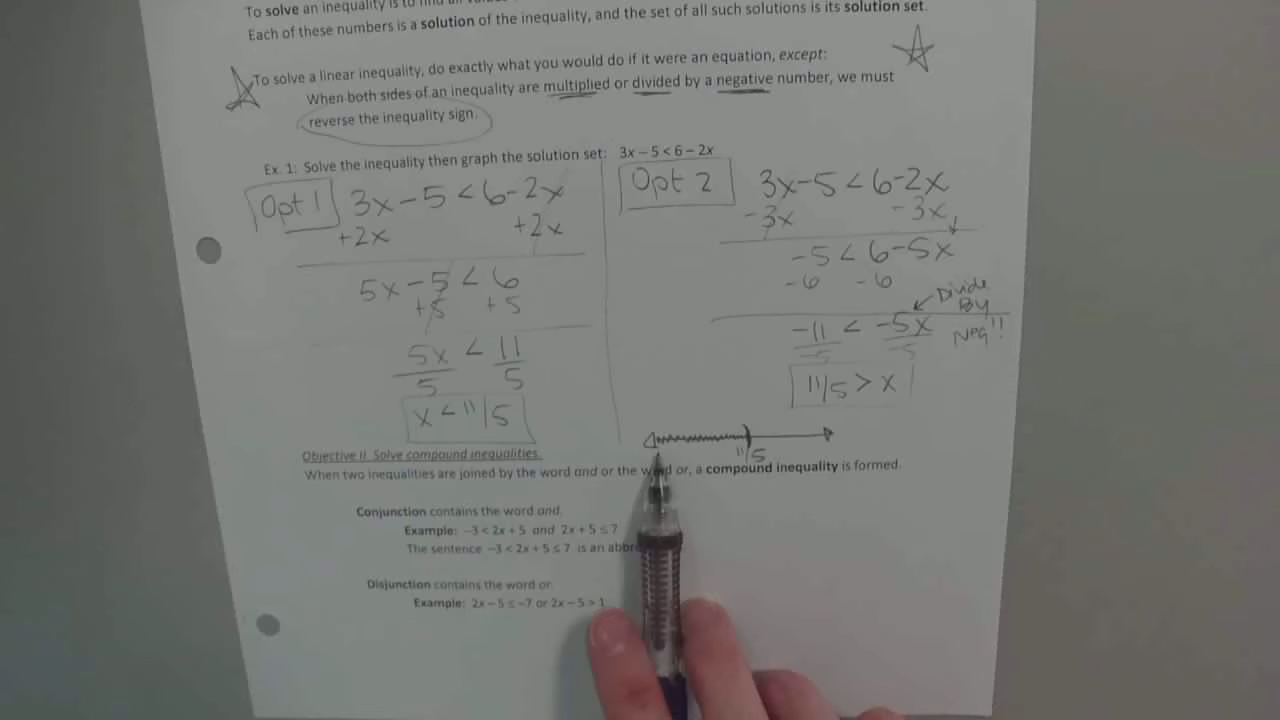 To solve an inequality is to find all
Each of these numbers is a solution of the inequality, and the set of all such solutions is its solution set.
To solve a linear inequality, do exactly what you would do if it were an equation, except:
When both sides of an inequality are multiplied or divided by a negative number, we must
reverse the inequality sign.
Ex. 1: Solve the inequality then graph the solution set: 3x – 5 < 6 – 2x
Opt 1 3x - 5 < 6 - 2x
+2x +2x
5x - 5 < 6
+5 +5
5x < 11
5 5
x < 11/5
Opt 2 3x - 5 < 6 - 2x
-3x -3x
-5 < 6 - 5x
-6 -6
Divide
By
Neg!!
-11 < -5x
-5 -5
11/5 > x
11/5
Objective II. Solve compound inequalities.
When two inequalities are joined by the word and or the word or, a compound inequality is formed.
Conjunction contains the word and.
Example: –3 < 2x + 5 and 2x + 5 ≤ 7
The sentence –3 < 2x + 5 ≤ 7 is an
Disjunction contains the word or.
Example: 2x – 5 ≤ –7 or 2x – 5 > 1